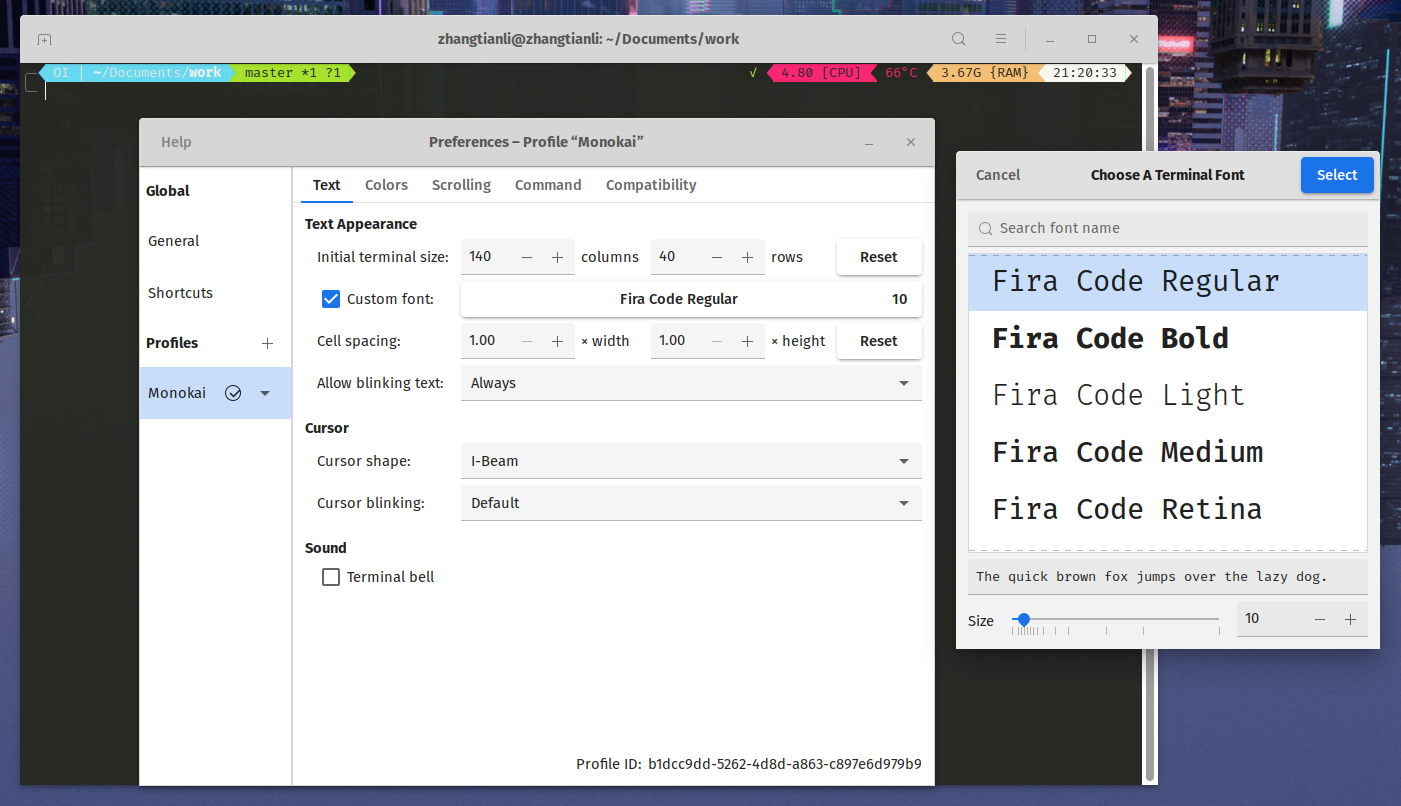 zhangtianli@zhangtianli: ~/Documents/work
OI ~/Documents/work master *1 ?1 √ 4.80 [CPU] 66°C 3.67G {RAM} 21:20:33
Help Preferences – Profile “Monokai”
Global
General
Shortcuts
Profiles
Monokai
Text Colors Scrolling Command Compatibility
Text Appearance
Initial terminal size: 140 columns 40 rows Reset
Custom font: Fira Code Regular 10
Cell spacing: 1.00 × width 1.00 × height Reset
Allow blinking text: Always
Cursor
Cursor shape: I-Beam
Cursor blinking: Default
Sound
Terminal bell
Profile ID: b1dcc9dd-5262-4d8d-a863-c897e6d979b9
Cancel Choose A Terminal Font Select
Search font name
Fira Code Regular
Fira Code Bold
Fira Code Light
Fira Code Medium
Fira Code Retina
The quick brown fox jumps over the lazy dog.
Size 10